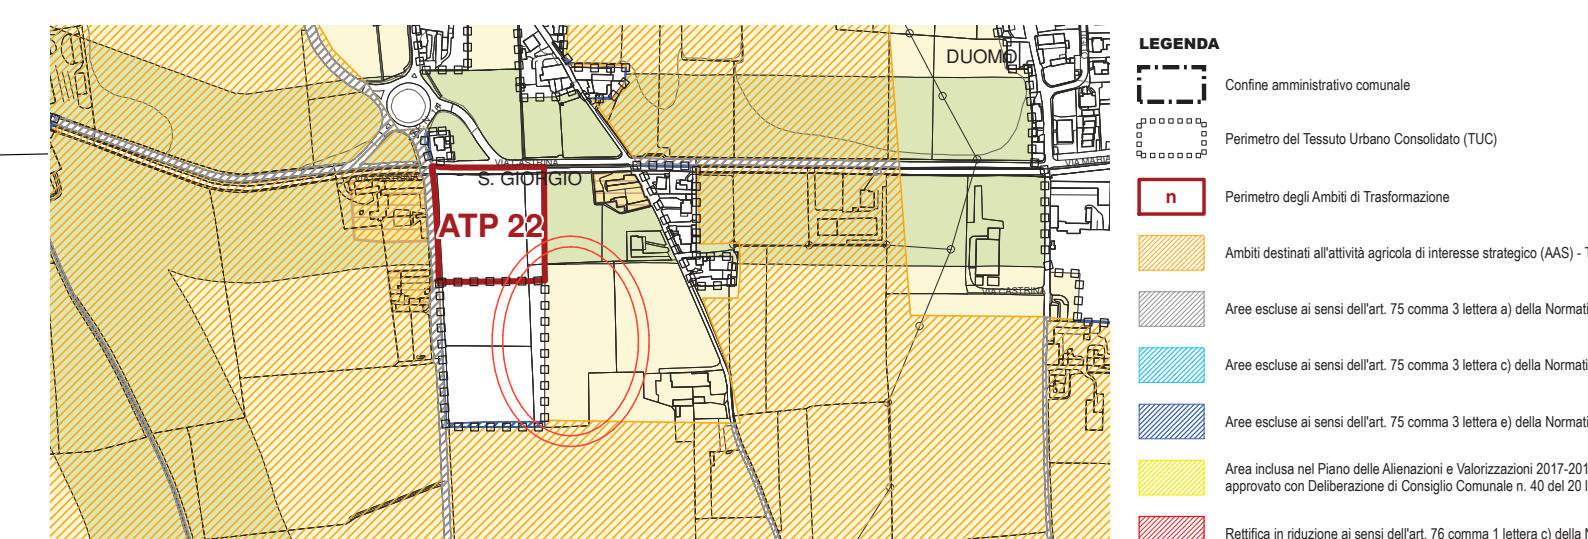 DUOMO
VIA CASTRINA
VIA MARIA
VIA CASTRINA
S. GIORGIO
ATP 22
VIA CASTRINA
LEGENDA
Confine amministrativo comunale
Perimetro del Tessuto Urbano Consolidato (TUC)
n
Perimetro degli Ambiti di Trasformazione
Ambiti destinati all'attività agricola di interesse strategico (AAS) - T
Aree escluse ai sensi dell'art. 75 comma 3 lettera a) della Normati
Aree escluse ai sensi dell'art. 75 comma 3 lettera c) della Normati
Aree escluse ai sensi dell'art. 75 comma 3 lettera e) della Normati
Area inclusa nel Piano delle Alienazioni e Valorizzazioni 2017-201
approvato con Deliberazione di Consiglio Comunale n. 40 del 20 l
Rettifica in riduzione ai sensi dell'art. 76 comma 1 lettera c) della N